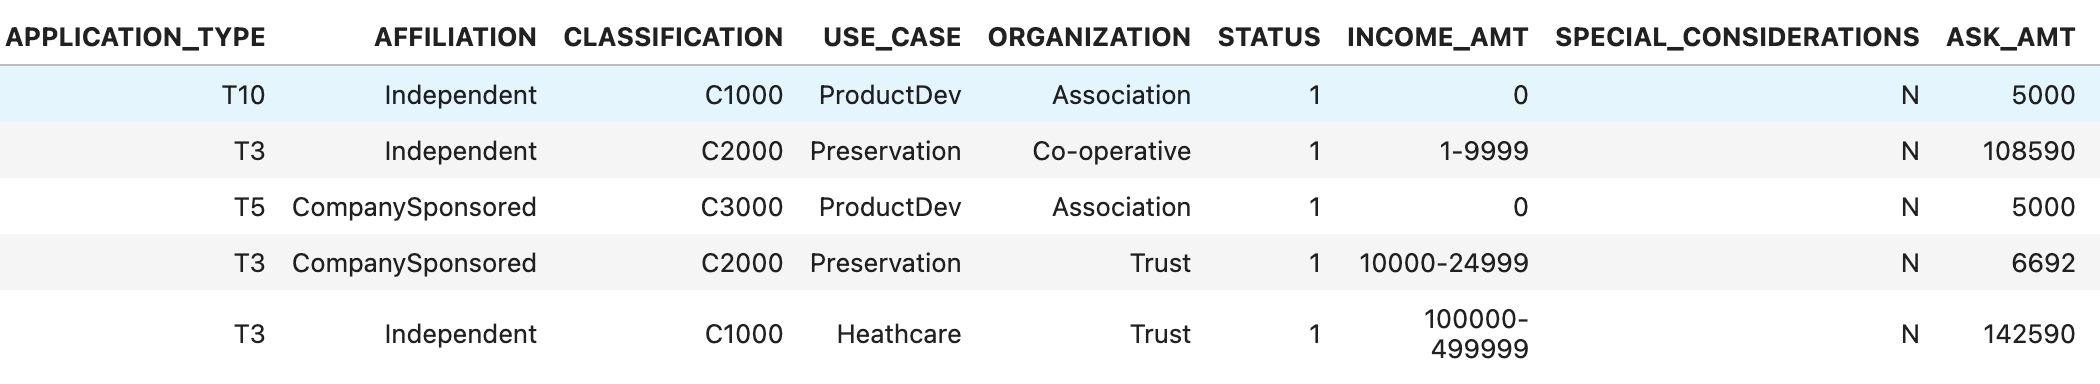 APPLICATION_TYPE AFFILIATION CLASSIFICATION USE_CASE ORGANIZATION STATUS INCOME_AMT SPECIAL_CONSIDERATIONS ASK_AMT
T10 Independent C1000 ProductDev Association 1 0 N 5000
T3 Independent C2000 Preservation Co-operative 1 1-9999 N 108590
T5 CompanySponsored C3000 ProductDev Association 1 0 N 5000
T3 CompanySponsored C2000 Preservation Trust 1 10000-24999 N 6692
T3 Independent C1000 Heathcare Trust 1 100000-
499999 N 142590